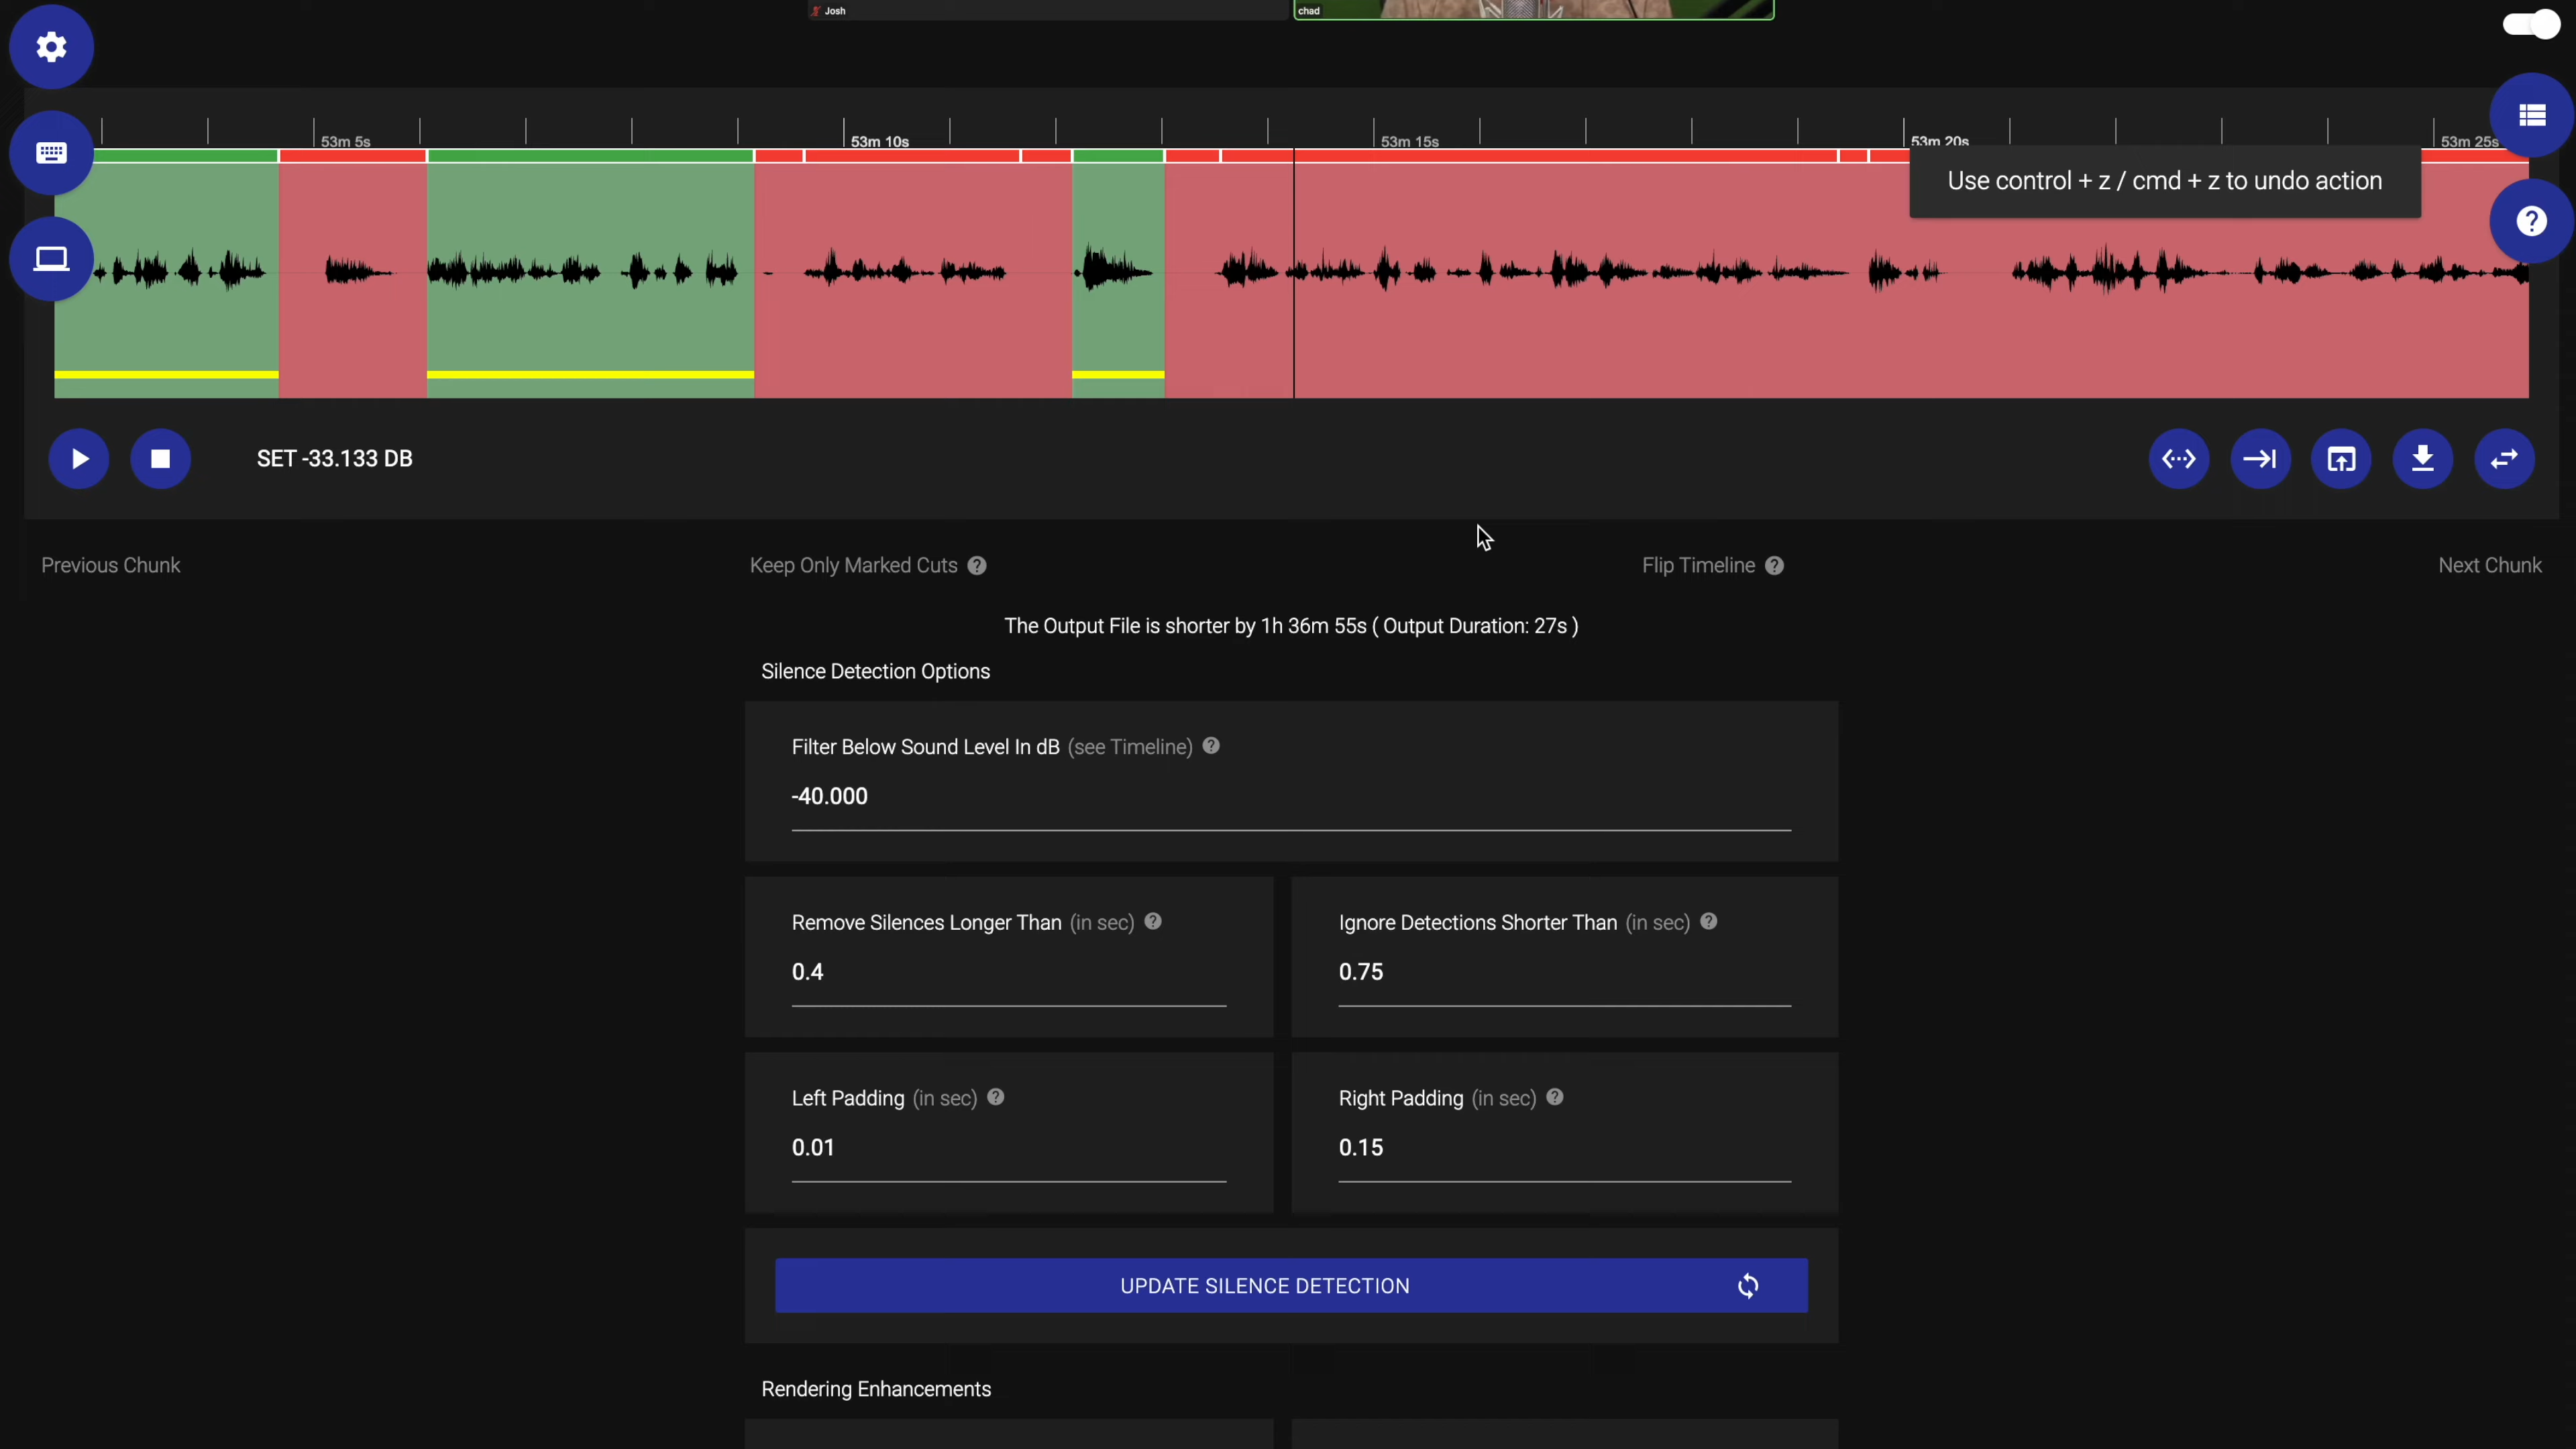 Josh
chad
53m 5s
53m 10s
53m 15s
53m 20s
53m 25s
Use control + z / cmd + z to undo action
SET -33.133 DB
Previous Chunk
Keep Only Marked Cuts
Flip Timeline
Next Chunk
The Output File is shorter by 1h 36m 55s ( Output Duration: 27s )
Silence Detection Options
Filter Below Sound Level In dB (see Timeline)
-40.000
Remove Silences Longer Than (in sec)
0.4
Ignore Detections Shorter Than (in sec)
0.75
Left Padding (in sec)
0.01
Right Padding (in sec)
0.15
UPDATE SILENCE DETECTION
Rendering Enhancements